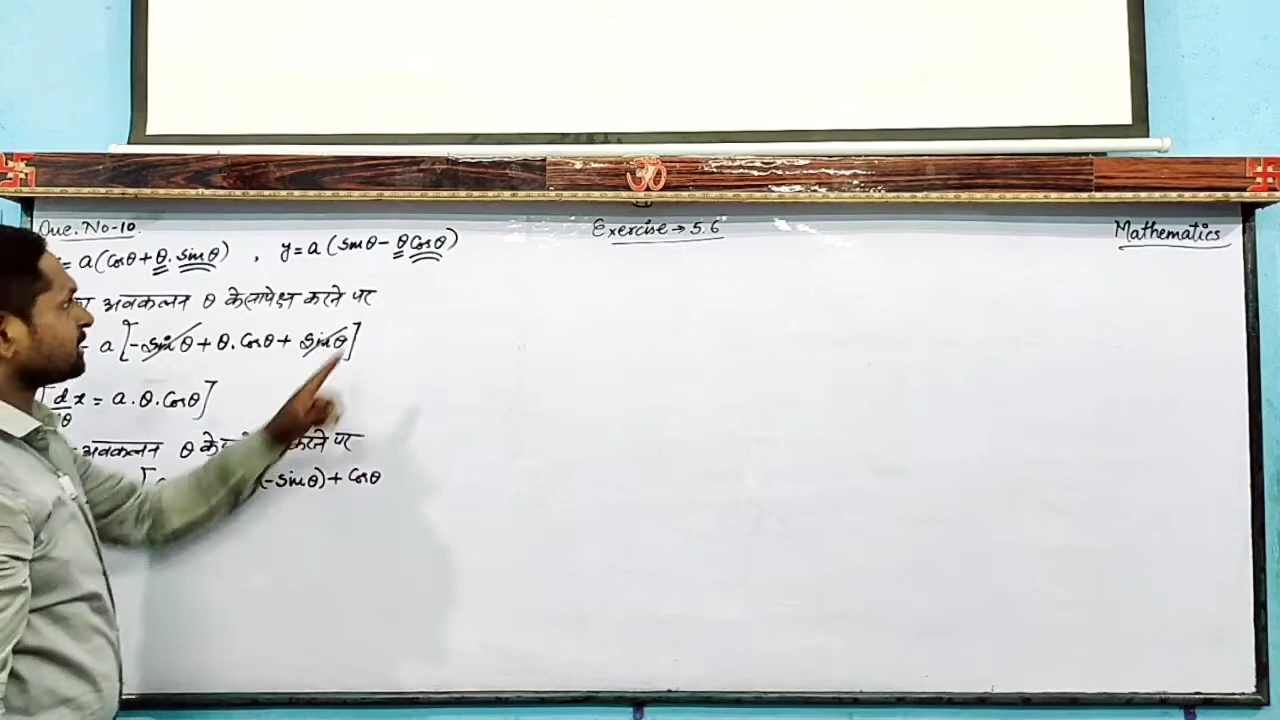 Que. No-10.
Exercise → 5.6
Mathematics
= a(Cosθ + θ. Sinθ) , y = a (Sinθ - θ Cosθ)
अवकलन θ के सापेक्ष करने पर
a [-Sinθ + θ. Cosθ + Sinθ]
[dx/dθ = a. θ. Cosθ]
अवकलन θ के करने पर
(-Sinθ) + Cosθ